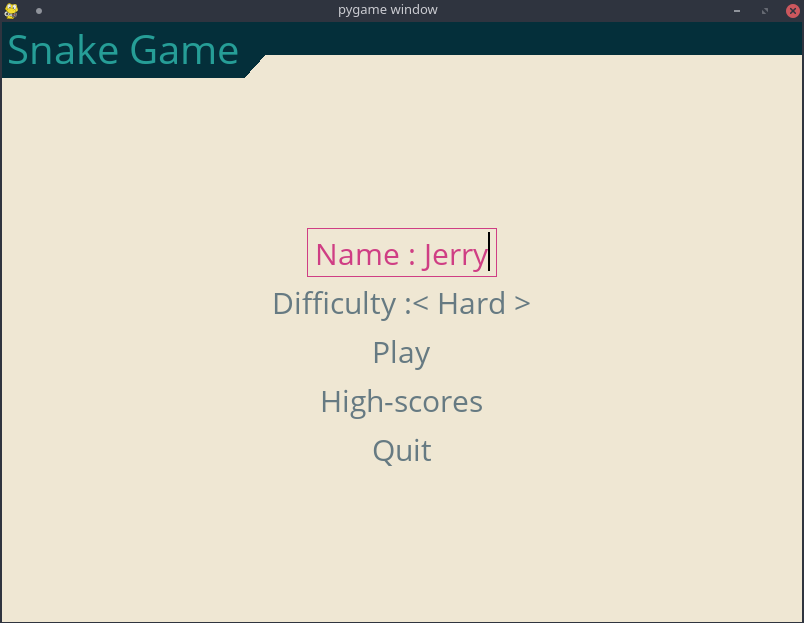 pygame window
Snake Game
Name : Jerry
Difficulty :< Hard >
Play
High-scores
Quit